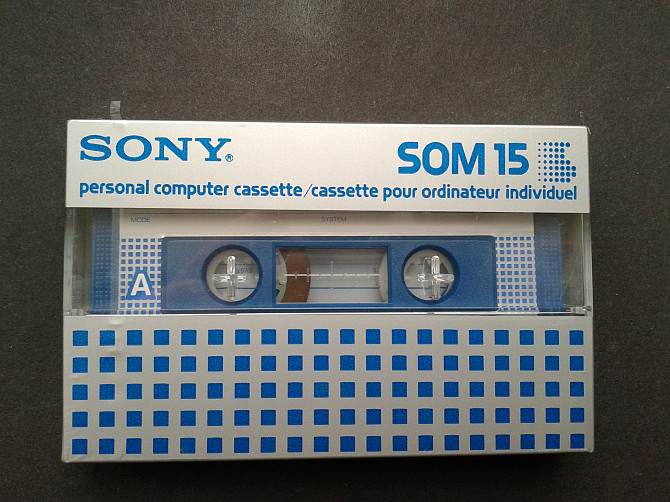 SONY®
SOM 15
personal computer cassette/cassette pour ordinateur individuel
MODE SYSTEM
A